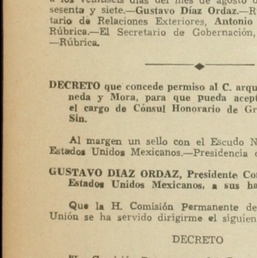 a los veintiséis días del mes de agosto d
senta y siete.—Gustavo Díaz Ordaz.—R
tario de Relaciones Exteriores, Antonio
Rúbrica.—El Secretario de Gobernación,
—Rúbrica.
DECRETO que concede permiso al C. arqu
neda y Mora, para que pueda acept
el cargo de Cónsul Honorario de Gr
Sin.
Al margen un sello con el Escudo N
Estados Unidos Mexicanos.—Presidencia
GUSTAVO DIAZ ORDAZ, Presidente Co
Estados Unidos Mexicanos, a sus ha
Que la H. Comisión Permanente de
Unión se ha servido dirigirme el siguien
DECRETO